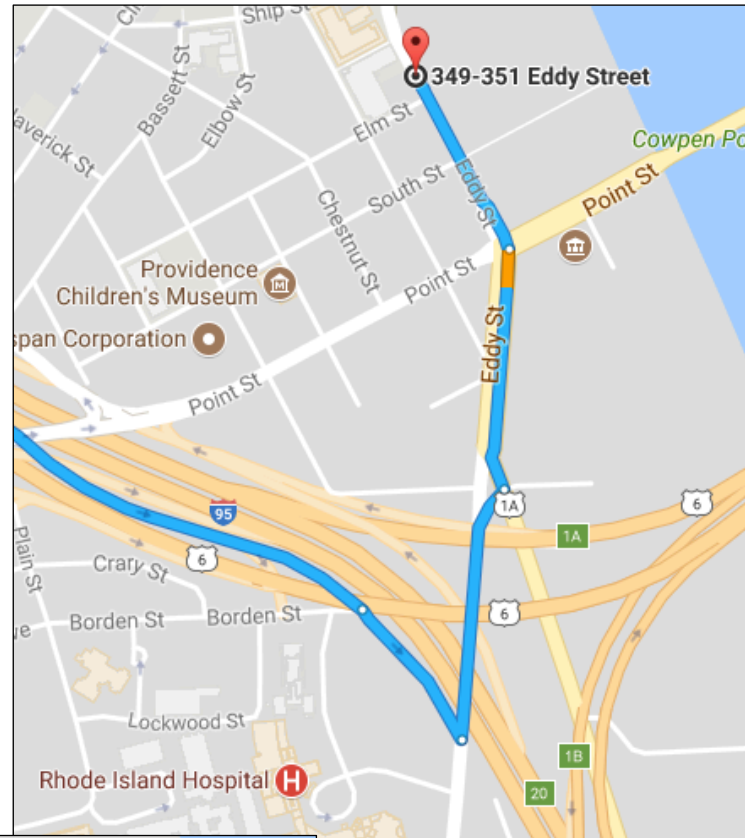 Ship St
Bassett St
Elbow St
349-351 Eddy Street
Elm St
Cowpen Po
South St
Eddy St
Point St
Chestnut St
Providence
Children's Museum
Point St
span Corporation
Eddy St
Point St
95
1A
6
1A
6
Plain St
Crary St
6
Borden St
Borden St
Lockwood St
Rhode Island Hospital
H
1B
20